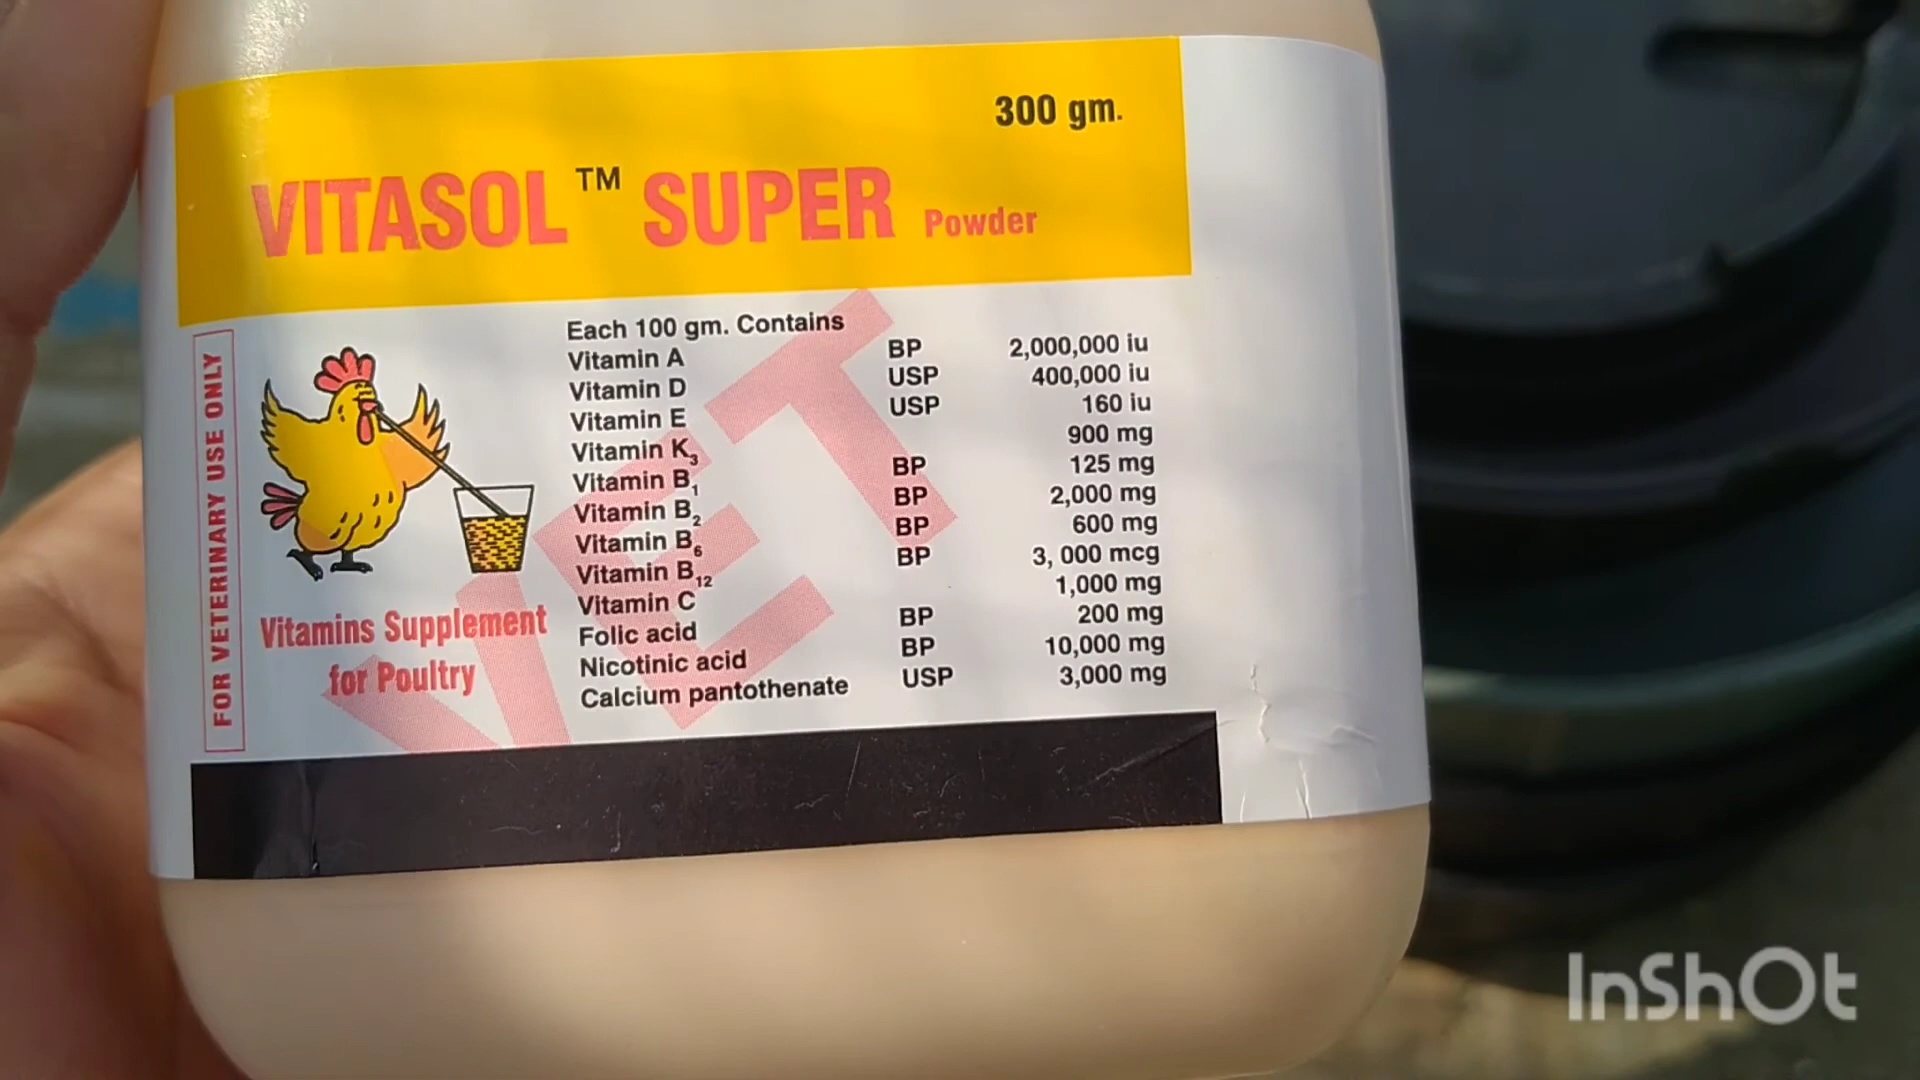 300 gm.
VITASOL™ SUPER Powder
FOR VETERINARY USE ONLY
Vitamins Supplement
for Poultry
VET
Each 100 gm. Contains
Vitamin A BP 2,000,000 iu
Vitamin D USP 400,000 iu
Vitamin E USP 160 iu
Vitamin K3 900 mg
Vitamin B1 BP 125 mg
Vitamin B2 BP 2,000 mg
Vitamin B6 BP 600 mg
Vitamin B12 BP 3, 000 mcg
Vitamin C 1,000 mg
Folic acid BP 200 mg
Nicotinic acid BP 10,000 mg
Calcium pantothenate USP 3,000 mg
InShOt